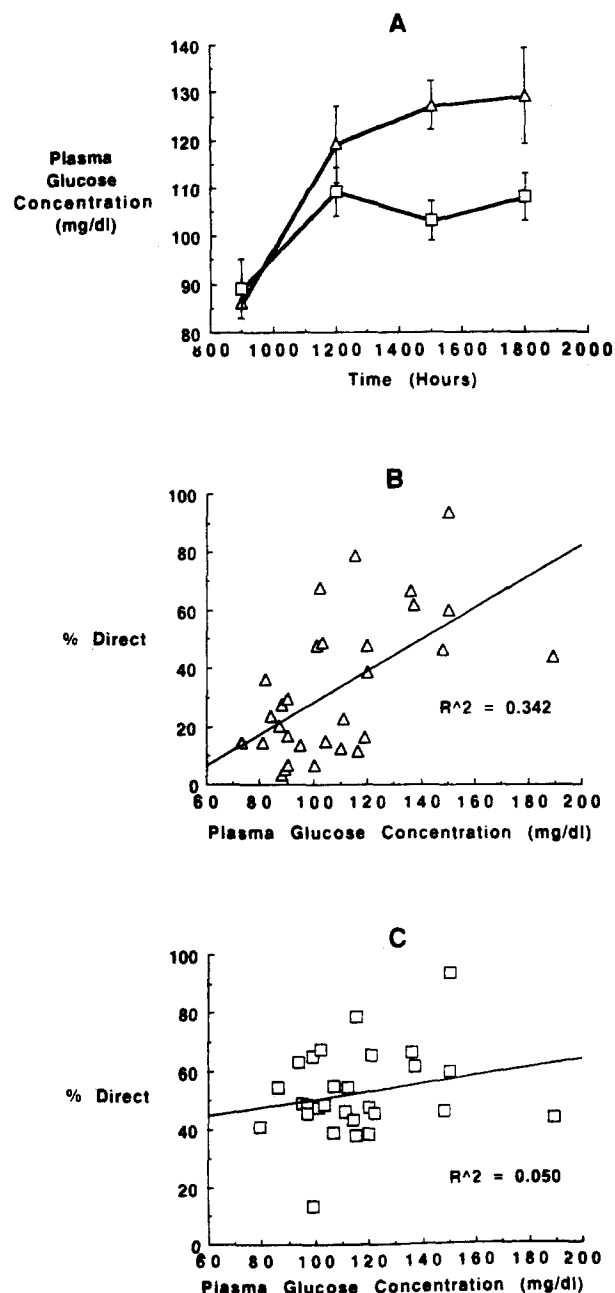 A
140
130
120
110
100
90
80
Plasma
Glucose
Concentration
(mg/dl)
800 1000 1200 1400 1600 1800 2000
Time (Hours)
B
100
80
60
40
20
0
% Direct
R^2 = 0.342
60 80 100 120 140 160 180 200
Plasma Glucose Concentration (mg/dl)
C
100
80
60
40
20
0
% Direct
R^2 = 0.050
60 80 100 120 140 160 180 200
Plasma Glucose Concentration (mg/dl)